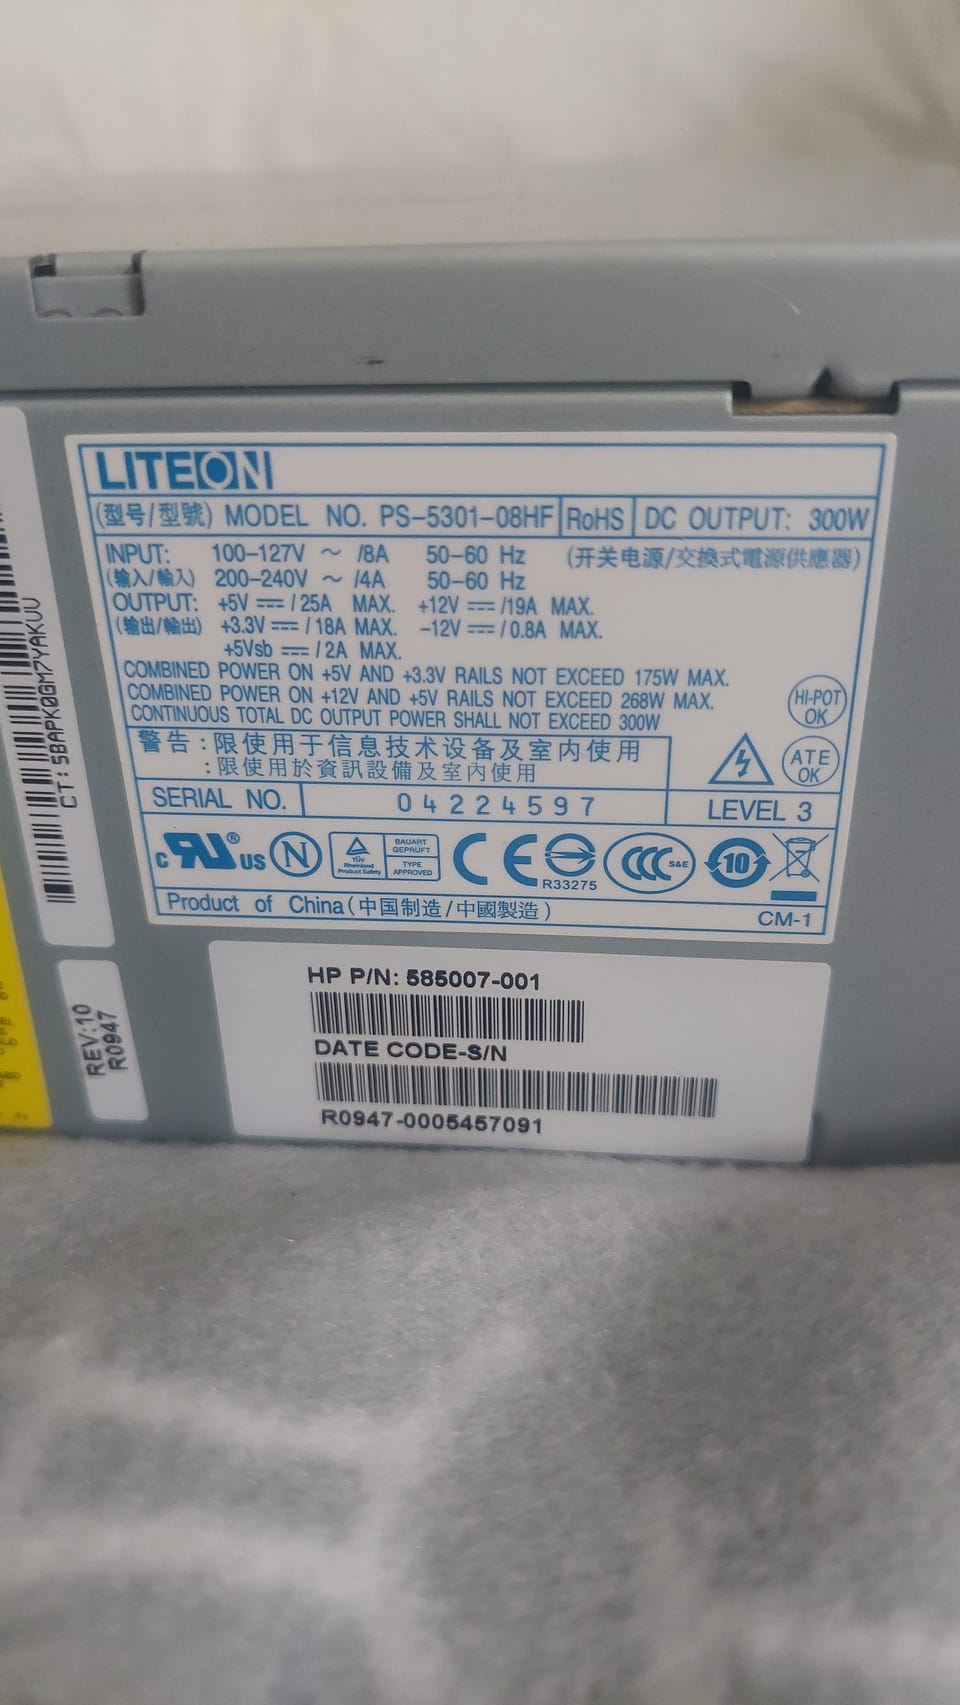 LITEON
(型号/型號) MODEL NO. PS-5301-08HF RoHS DC OUTPUT: 300W
INPUT: 100-127V ~ /8A 50-60 Hz (开关电源/交換式電源供應器)
(输入/輸入) 200-240V ~ /4A 50-60 Hz
OUTPUT: +5V ⎓ /25A MAX. +12V ⎓ /19A MAX.
(输出/輸出) +3.3V ⎓ /18A MAX. -12V ⎓ /0.8A MAX.
+5Vsb ⎓ /2A MAX.
COMBINED POWER ON +5V AND +3.3V RAILS NOT EXCEED 175W MAX.
COMBINED POWER ON +12V AND +5V RAILS NOT EXCEED 268W MAX.
CONTINUOUS TOTAL DC OUTPUT POWER SHALL NOT EXCEED 300W
HI-POT
OK
警告:限使用于信息技术设备及室内使用
:限使用於資訊設備及室內使用
ATE
OK
SERIAL NO. 04224597 LEVEL 3
c RU ® US N
TÜV
Rheinland
Product Safety
BAUART
GEPRÜFT
TYPE
APPROVED
CE
R33275
CCC S&E
10
Product of China(中国制造/中國製造) CM-1
CT: 5BAPK0GM7YAKUU
REV:10
R0947
HP P/N: 585007-001
DATE CODE-S/N
R0947-0005457091